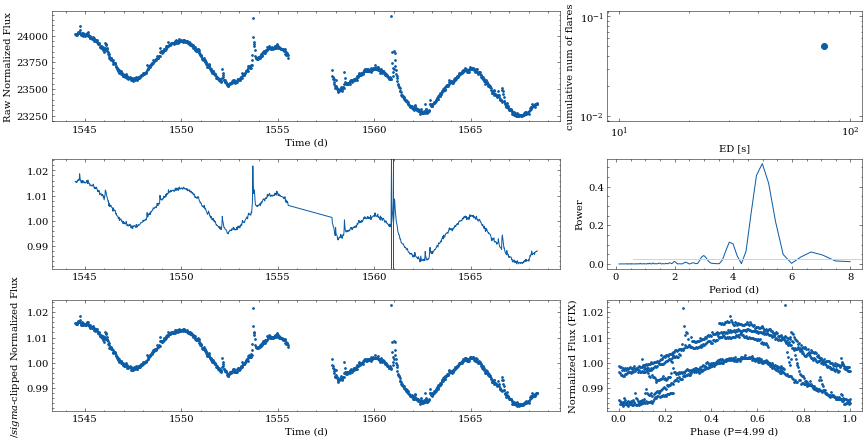 Raw Normalized Flux
24000
23750
23500
23250
1545 1550 1555 1560 1565
Time (d)
cumulative num of flares
10⁻¹
10⁻²
10¹ 10²
ED [s]
1.02
1.01
1.00
0.99
1545 1550 1555 1560 1565
Power
0.4
0.2
0.0
0 2 4 6 8
Period (d)
/sigma-clipped Normalized Flux
1.02
1.01
1.00
0.99
1545 1550 1555 1560 1565
Time (d)
Normalized Flux (FIX)
1.02
1.01
1.00
0.99
0.0 0.2 0.4 0.6 0.8 1.0
Phase (P=4.99 d)